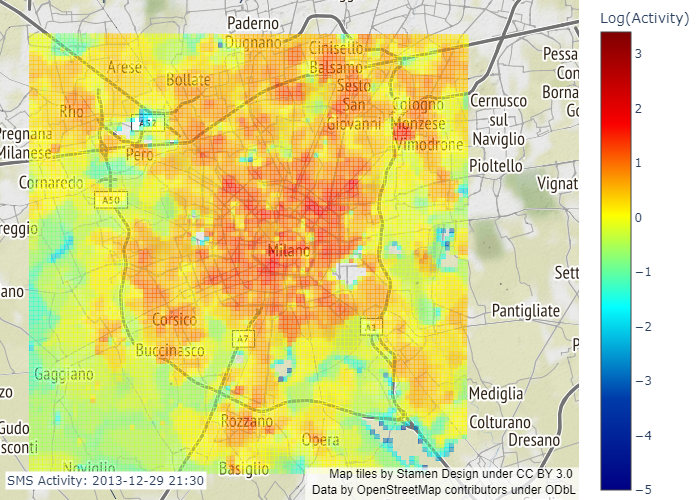 Log(Activity)
3
2
1
0
−1
−2
−3
−4
−5
Paderno
Dugnano
Cinisello
Balsamo
Arese
Bollate
Sesto
San
Giovanni
Cologno
Monzese
Vimodrone
Pessa
Con
Borna
Go
Cernusco
sul
Naviglio
Rho
A52
Pregnana
Milanese
Pero
Pioltello
Cornaredo
Vignat
A50
reggio
Milano
Sett
ano
Pantigliate
Corsico
A1
A7
Buccinasco
P
Gaggiano
zo
Mediglia
Rozzano
Colturano
Gudo
sconti
Opera
Dresano
Noviglio
Basiglio
SMS Activity: 2013-12-29 21:30
Map tiles by Stamen Design under CC BY 3.0
Data by OpenStreetMap contributors under ODbL